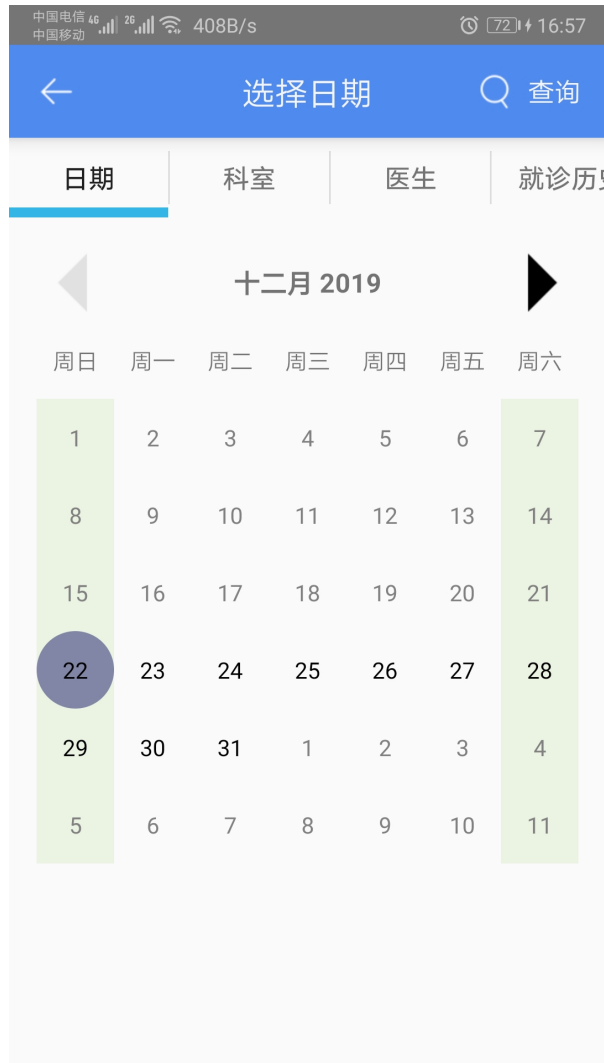 中国电信 4G 2G 408B/s 72 16:57
中国移动
选择日期 查询
日期 科室 医生 就诊历
十二月 2019
周日 周一 周二 周三 周四 周五 周六
1 2 3 4 5 6 7
8 9 10 11 12 13 14
15 16 17 18 19 20 21
22 23 24 25 26 27 28
29 30 31 1 2 3 4
5 6 7 8 9 10 11